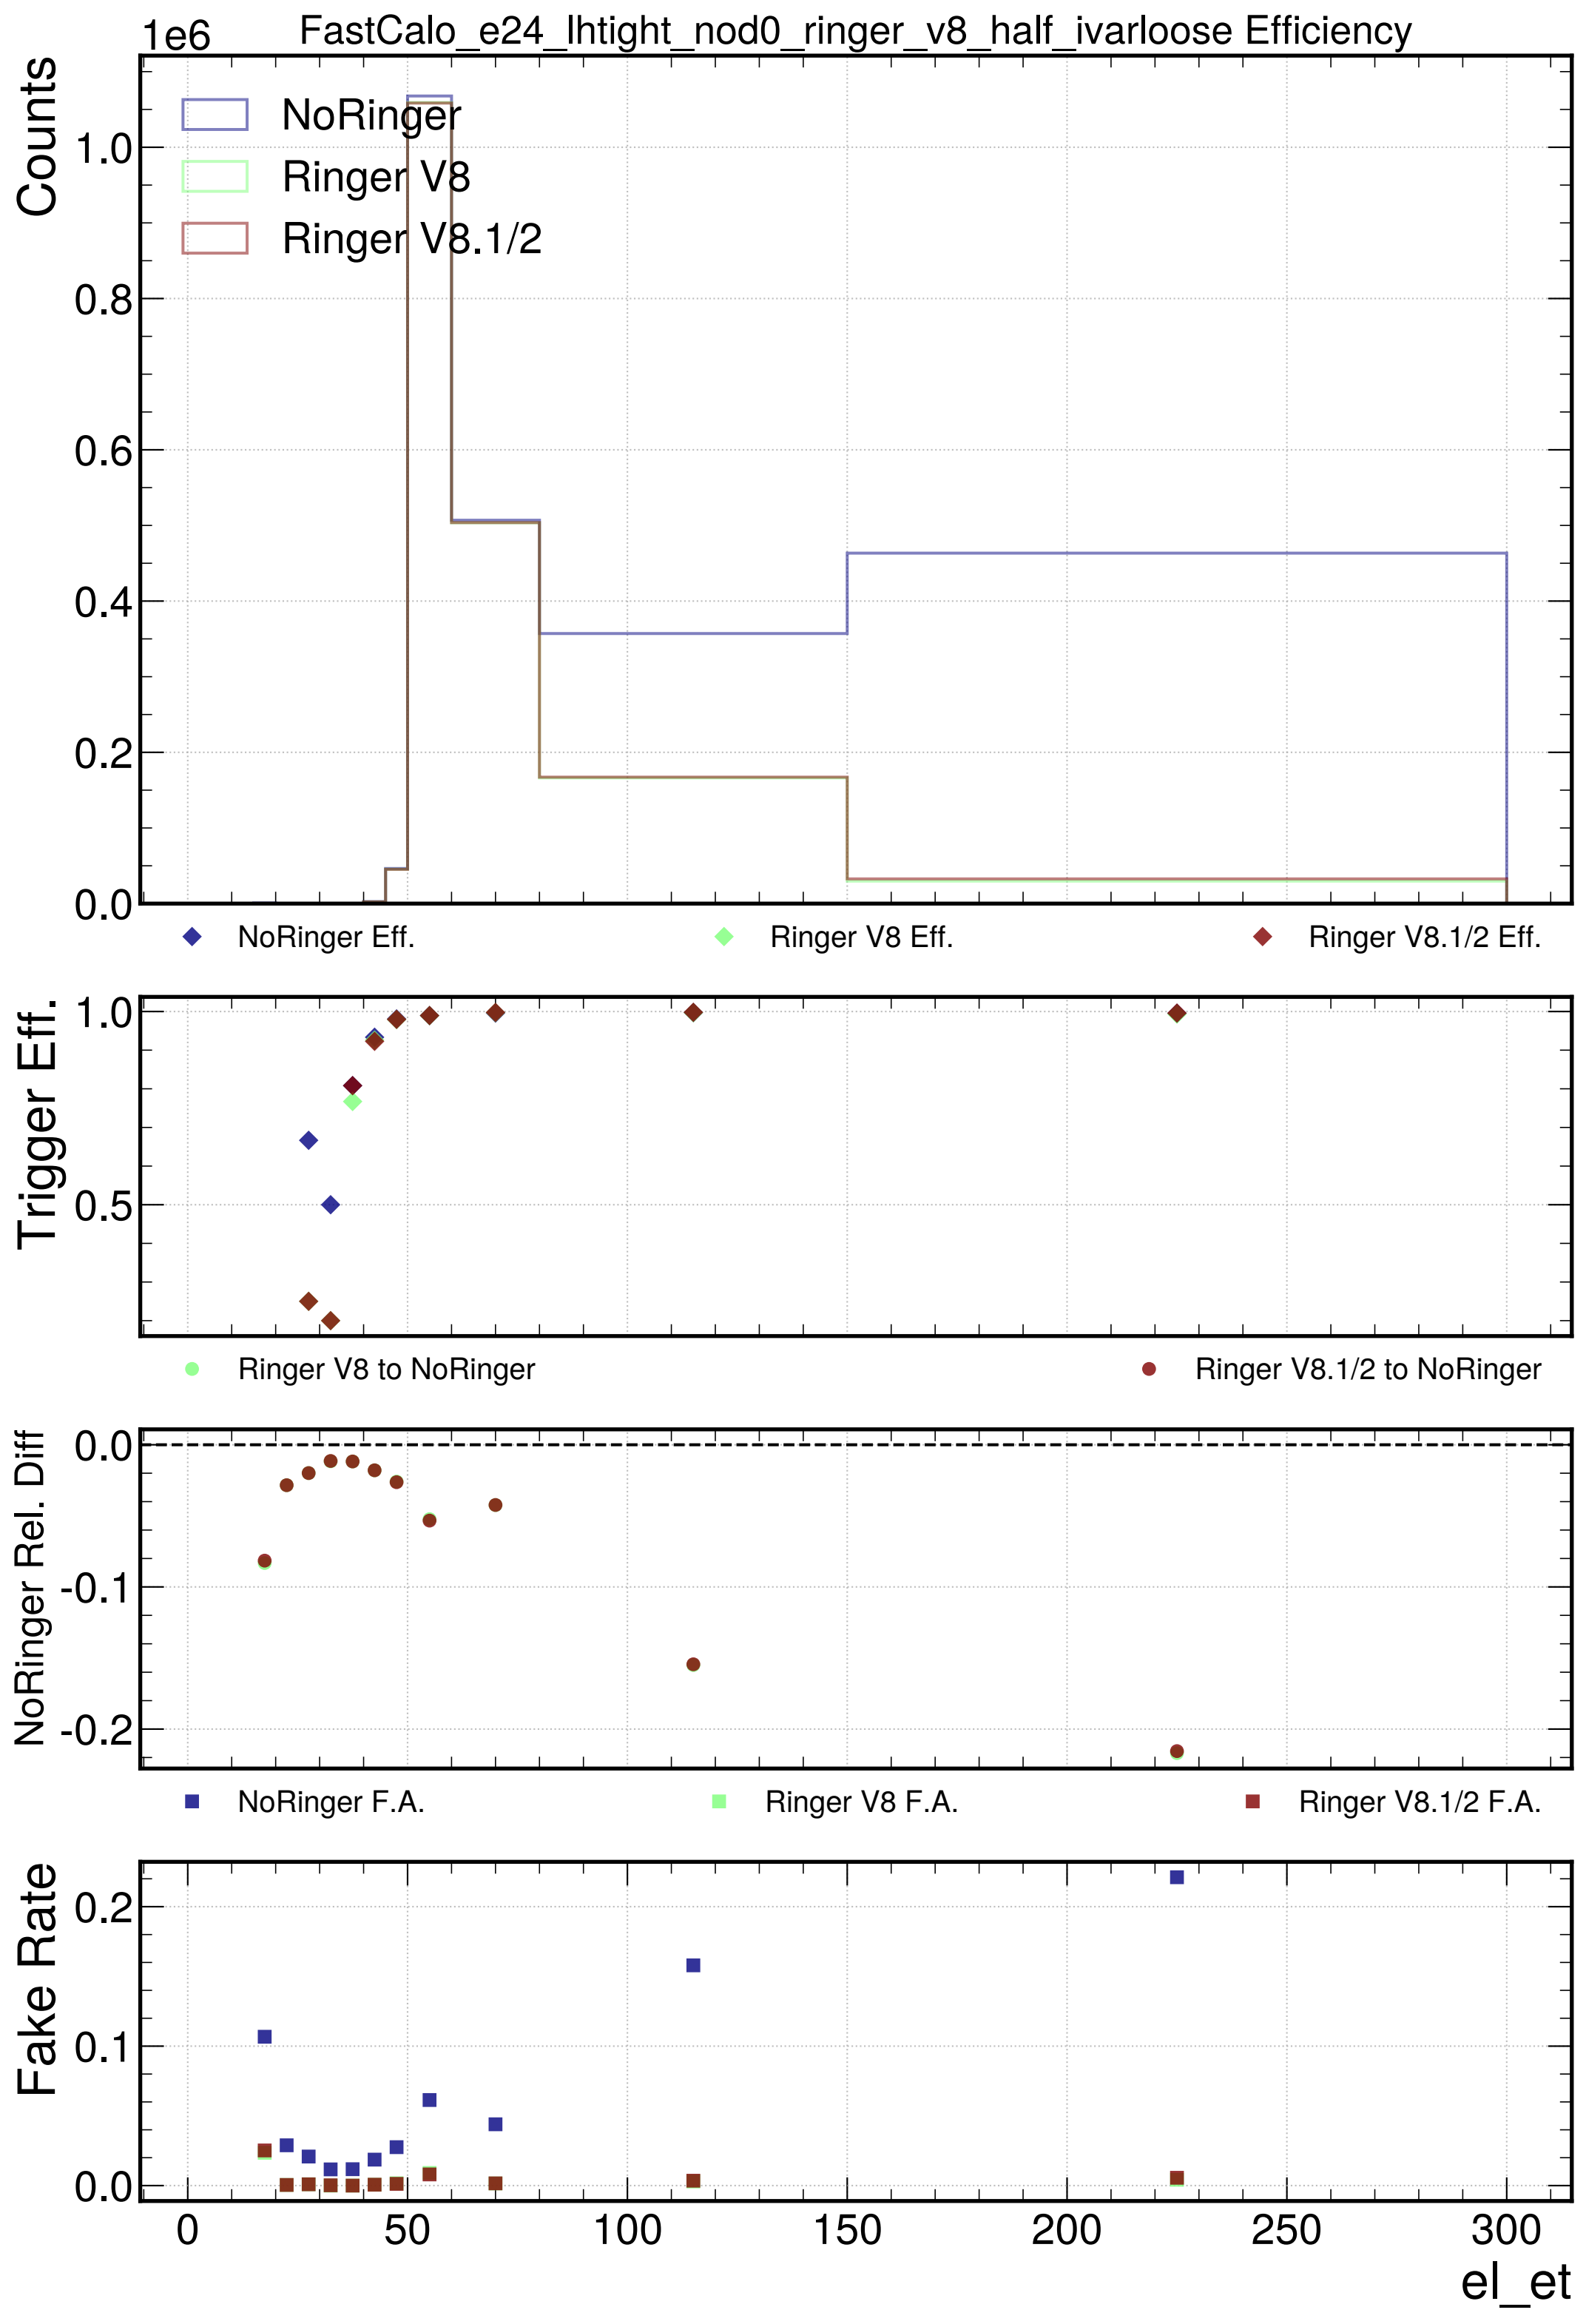 1e6
FastCalo_e24_lhtight_nod0_ringer_v8_half_ivarloose Efficiency
Counts
NoRinger
Ringer V8
Ringer V8.1/2
1.0
0.8
0.6
0.4
0.2
0.0
NoRinger Eff. Ringer V8 Eff. Ringer V8.1/2 Eff.
Trigger Eff.
1.0
0.5
Ringer V8 to NoRinger Ringer V8.1/2 to NoRinger
NoRinger Rel. Diff
0.0
-0.1
-0.2
NoRinger F.A. Ringer V8 F.A. Ringer V8.1/2 F.A.
Fake Rate
0.2
0.1
0.0
0 50 100 150 200 250 300
el_et